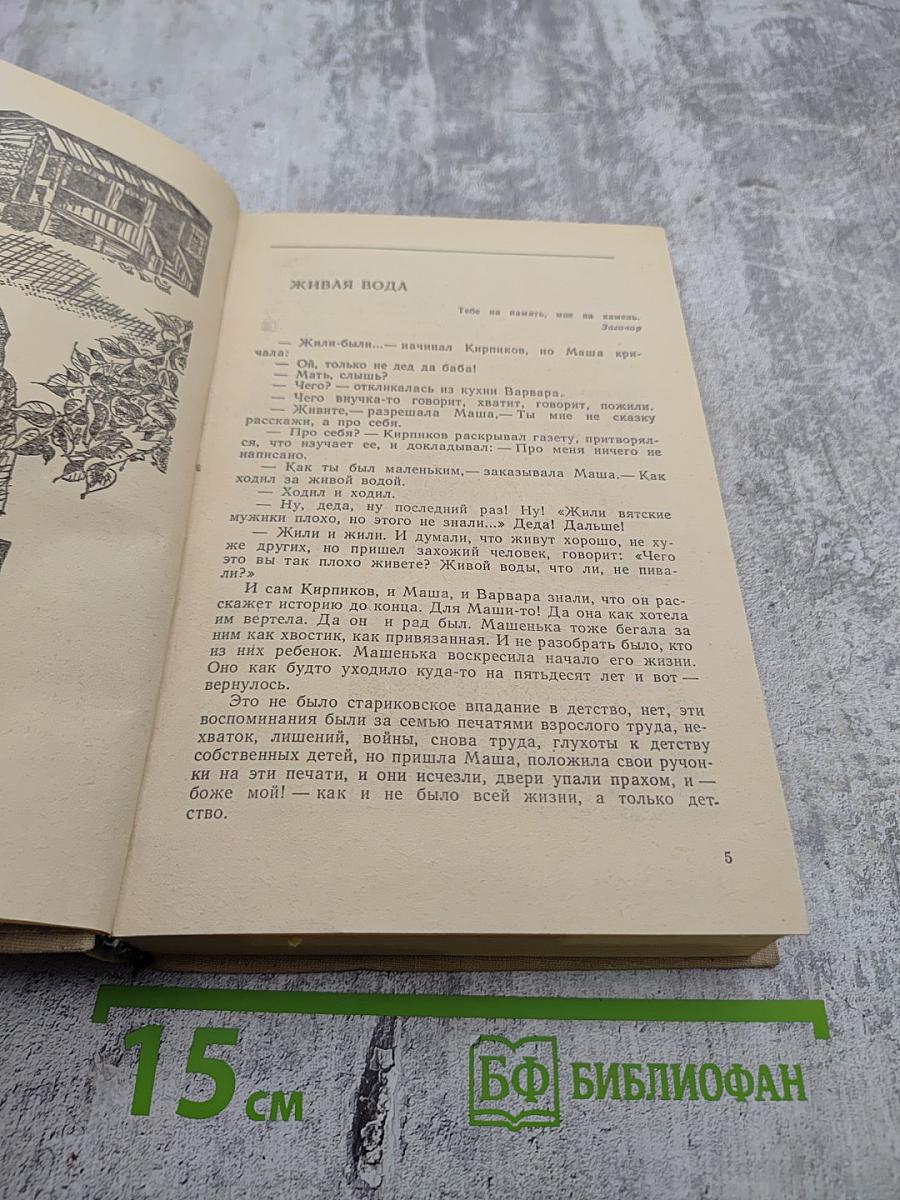 ЖИВАЯ ВОДА
Тебе на память, мне на камень.
Заговор
— Жили-были...— начинал Кирпиков, но Маша кри-
чала:
— Ой, только не дед да баба!
— Мать, слышь?
— Чего? — откликалась из кухни Варвара.
— Чего внучка-то говорит, хватит, говорит, пожили.
— Живите,— разрешала Маша,— Ты мне не сказку
расскажи, а про себя.
— Про себя? — Кирпиков раскрывал газету, притворял-
ся, что изучает ее, и докладывал: — Про меня ничего не
написано.
— Как ты был маленьким,— заказывала Маша.— Как
ходил за живой водой.
— Ходил и ходил.
— Ну, деда, ну последний раз! Ну! «Жили вятские
мужики плохо, но этого не знали...» Деда! Дальше!
— Жили и жили. И думали, что живут хорошо, не ху-
же других, но пришел захожий человек, говорит: «Чего
это вы так плохо живете? Живой воды, что ли, не пива-
ли?»
И сам Кирпиков, и Маша, и Варвара знали, что он рас-
скажет историю до конца. Для Маши-то! Да она как хотела
им вертела. Да он и рад был. Машенька тоже бегала за
ним как хвостик, как привязанная. И не разобрать было, кто
из них ребенок. Машенька воскресила начало его жизни.
Оно как будто уходило куда-то на пятьдесят лет и вот —
вернулось.
Это не было стариковское впадание в детство, нет, эти
воспоминания были за семью печатями взрослого труда, не-
хваток, лишений, войны, снова труда, глухоты к детству
собственных детей, но пришла Маша, положила свои ручон-
ки на эти печати, и они исчезли, двери упали прахом, и —
боже мой! — как и не было всей жизни, а только дет-
ство.
5
15 см
БФ БИБЛИОФАН